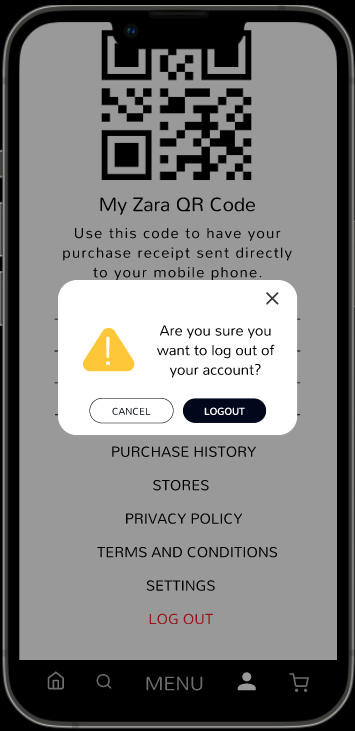 My Zara QR Code
Use this code to have your
purchase receipt sent directly
to your mobile phone.
Are you sure you
want to log out of
your account?
CANCEL
LOGOUT
PURCHASE HISTORY
STORES
PRIVACY POLICY
TERMS AND CONDITIONS
SETTINGS
LOG OUT
MENU